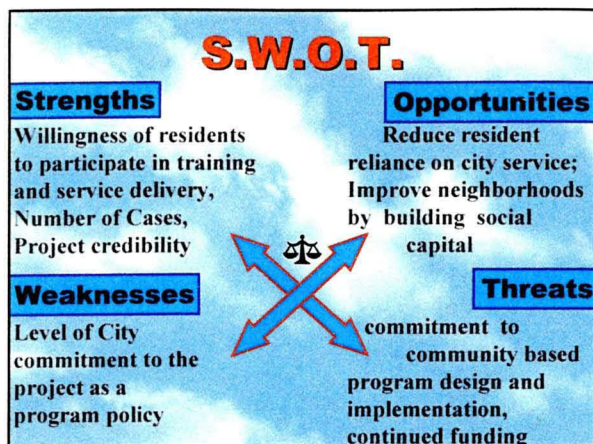 S.W.O.T.
Strengths
Willingness of residents
to participate in training
and service delivery,
Number of Cases,
Project credibility
Opportunities
Reduce resident
reliance on city service;
Improve neighborhoods
by building social
capital
Weaknesses
Level of City
commitment to the
project as a
program policy
Threats
commitment to
community based
program design and
implementation,
continued funding